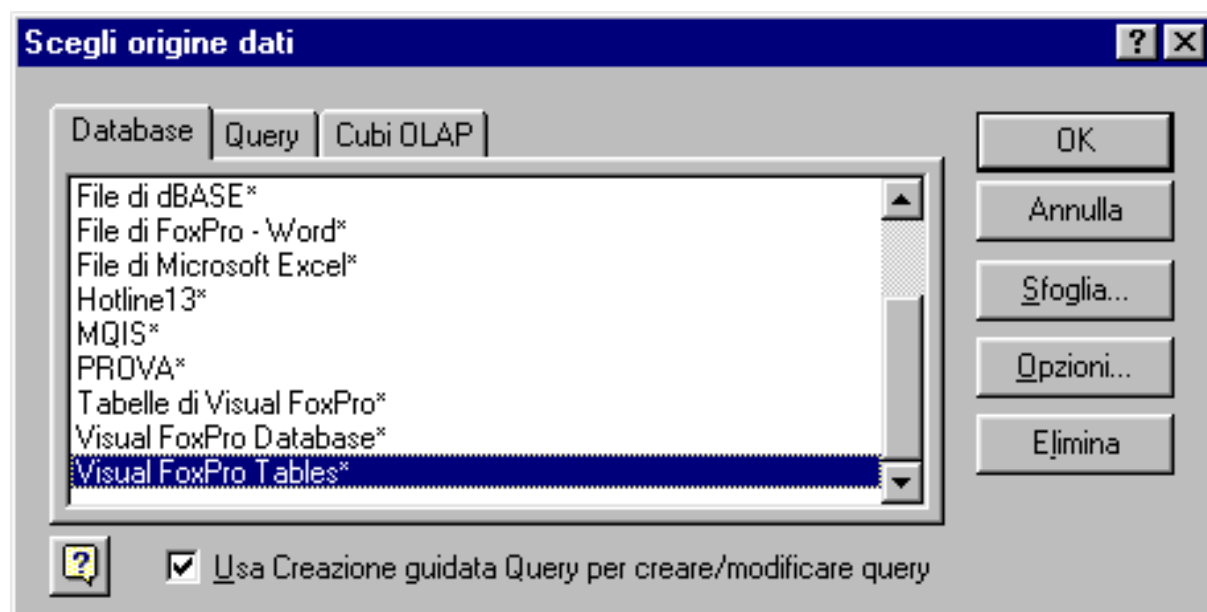 Scegli origine dati
Database Query Cubi OLAP
File di dBASE*
File di FoxPro - Word*
File di Microsoft Excel*
Hotline13*
MQIS*
PROVA*
Tabelle di Visual FoxPro*
Visual FoxPro Database*
Visual FoxPro Tables*
OK
Annulla
Sfoglia...
Opzioni...
Elimina
Usa Creazione guidata Query per creare/modificare query